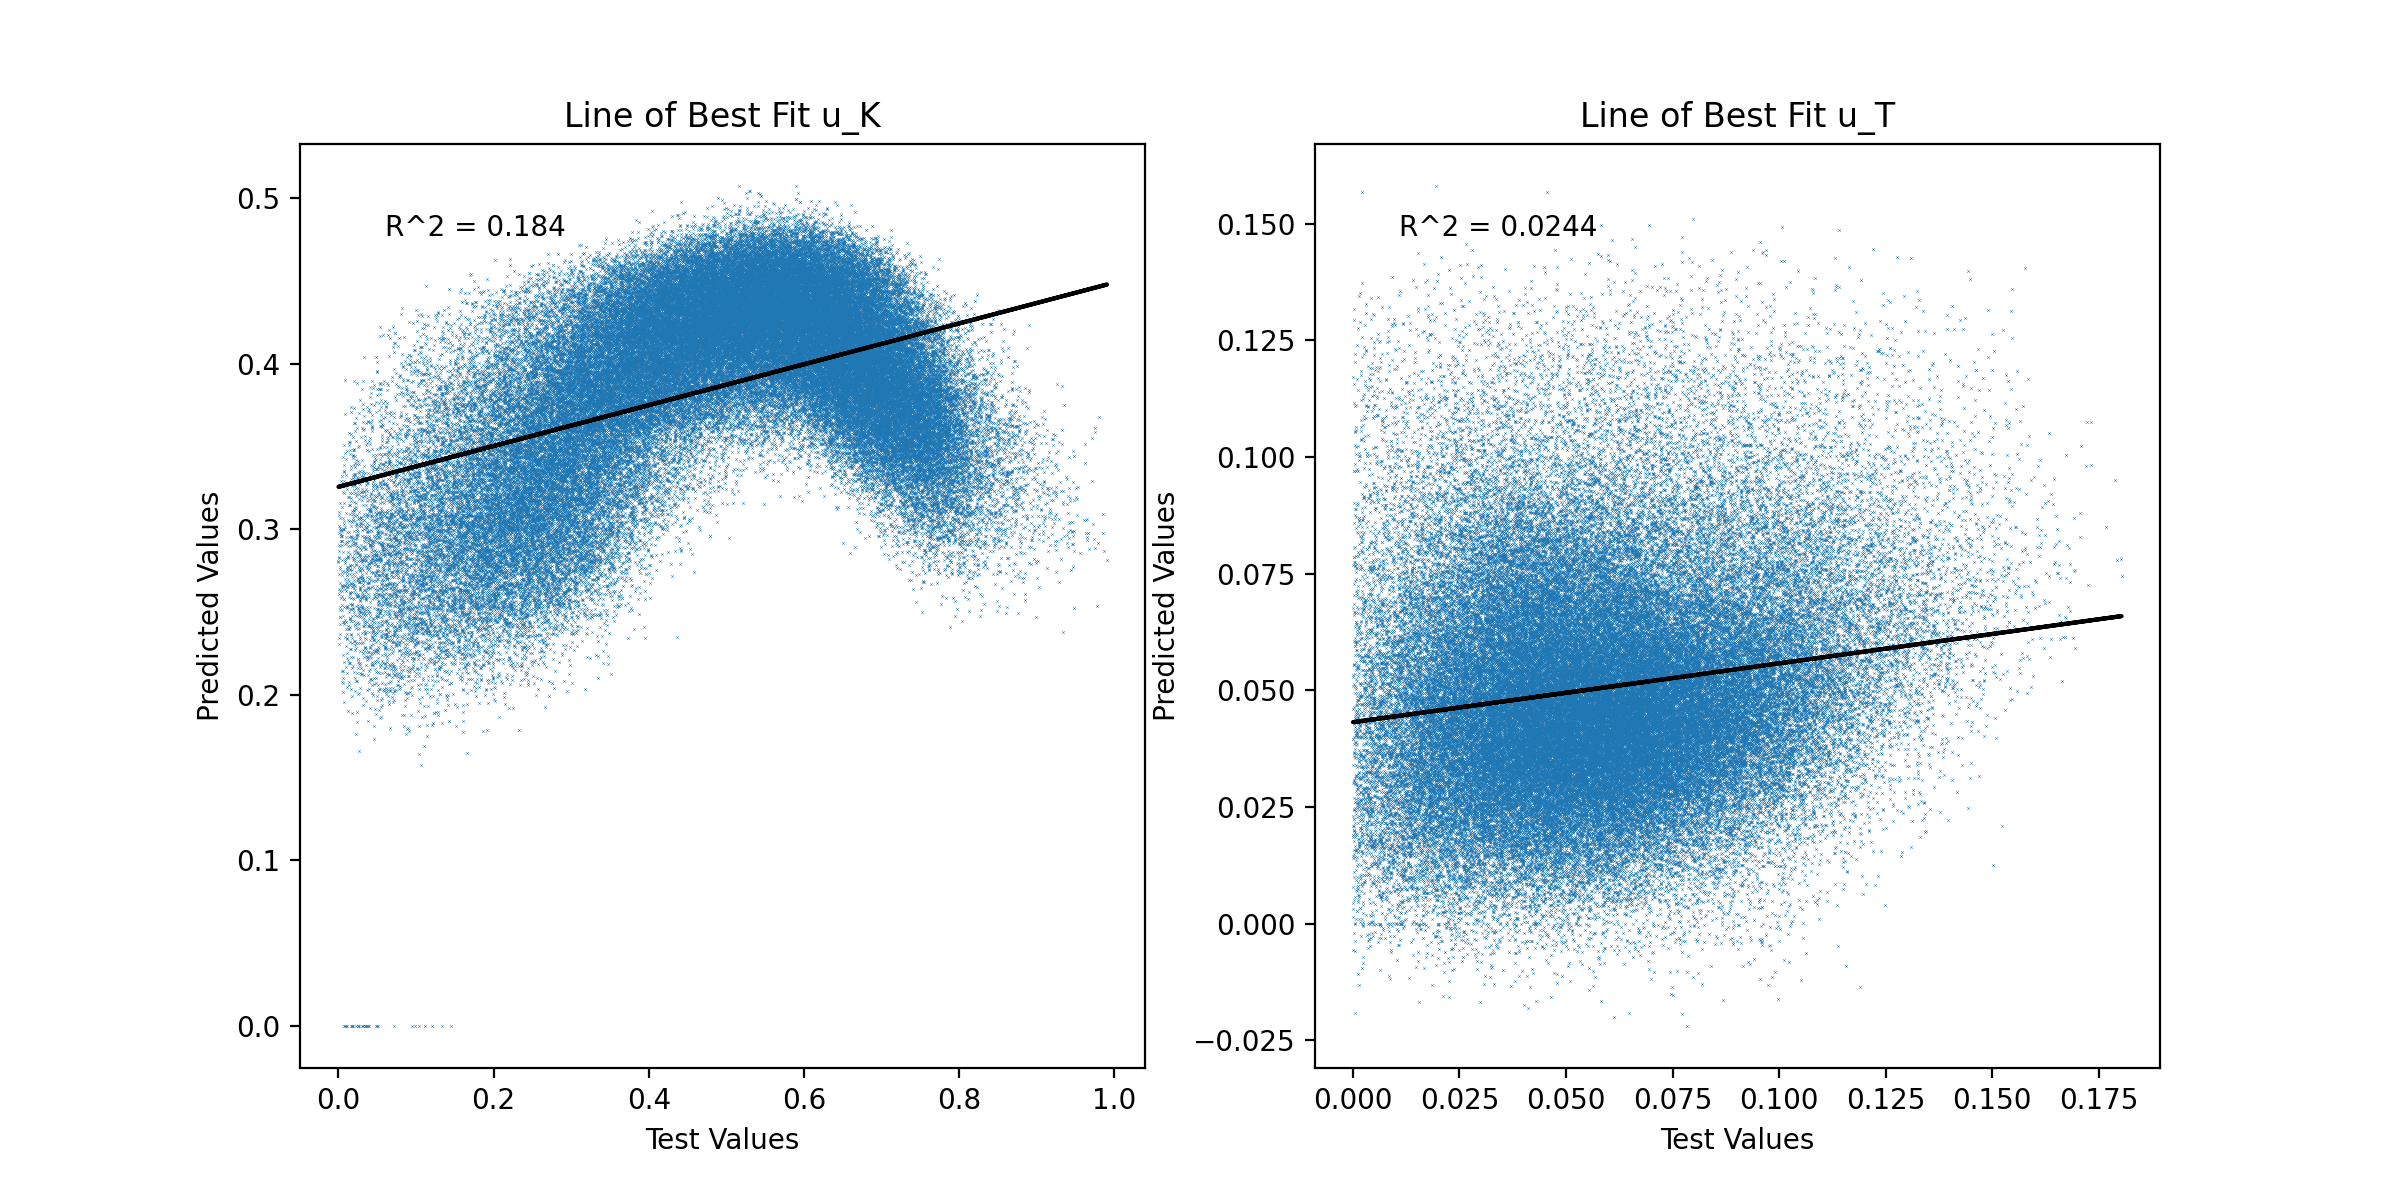 Line of Best Fit u_K
R^2 = 0.184
0.5
0.4
0.3
0.2
0.1
0.0
Predicted Values
0.0 0.2 0.4 0.6 0.8 1.0
Test Values
Line of Best Fit u_T
R^2 = 0.0244
0.150
0.125
0.100
0.075
0.050
0.025
0.000
−0.025
Predicted Values
0.000 0.025 0.050 0.075 0.100 0.125 0.150 0.175
Test Values